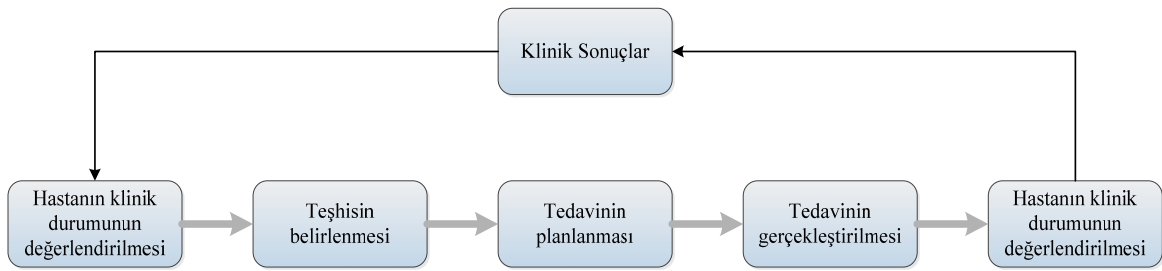 Klinik Sonuçlar
Hastanın klinik
durumunun
değerlendirilmesi
Teşhisin
belirlenmesi
Tedavinin
planlanması
Tedavinin
gerçekleştirilmesi
Hastanın klinik
durumunun
değerlendirilmesi